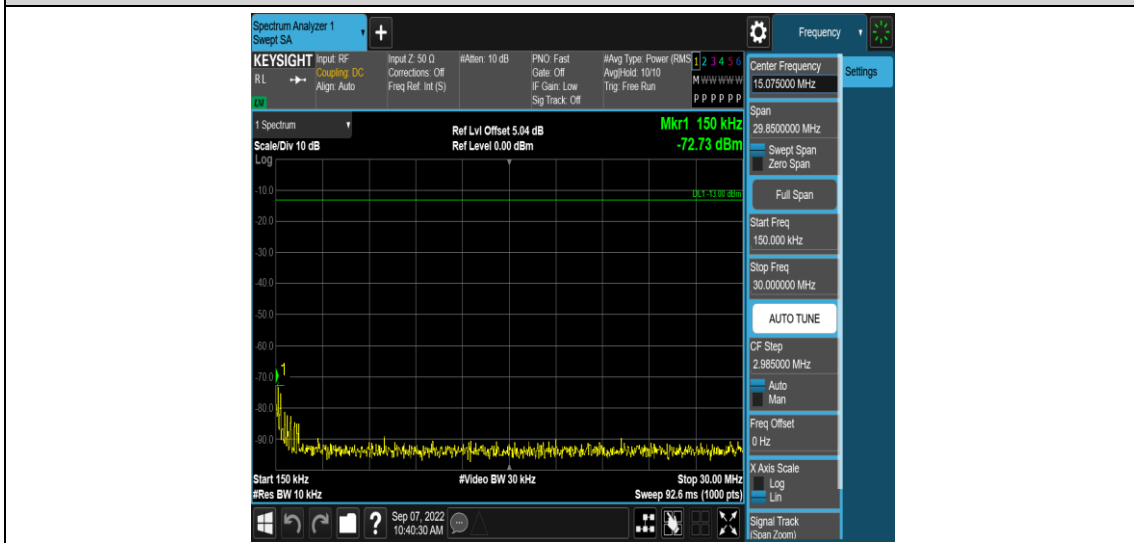 Spectrum Analyzer 1
Swept SA
+
Frequency
KEYSIGHT
RL
LXI
Input: RF
Coupling: DC
Align: Auto
Input Z: 50 Ω
Corrections: Off
Freq Ref: Int (S)
#Atten: 10 dB
PNO: Fast
Gate: Off
IF Gain: Low
Sig Track: Off
#Avg Type: Power (RMS
Avg|Hold: 10/10
Trig: Free Run
1 2 3 4 5 6
M W W W W W
P P P P P P
1 Spectrum
Scale/Div 10 dB
Ref Lvl Offset 5.04 dB
Ref Level 0.00 dBm
Mkr1 150 kHz
-72.73 dBm
Log
DL1 -13.00 dBm
-10.0
-20.0
-30.0
-40.0
-50.0
-60.0
-70.0
-80.0
-90.0
1
Start 150 kHz
#Res BW 10 kHz
#Video BW 30 kHz
Stop 30.00 MHz
Sweep 92.6 ms (1000 pts)
Center Frequency
15.075000 MHz
Settings
Span
29.8500000 MHz
Swept Span
Zero Span
Full Span
Start Freq
150.000 kHz
Stop Freq
30.000000 MHz
AUTO TUNE
CF Step
2.985000 MHz
Auto
Man
Freq Offset
0 Hz
X Axis Scale
Log
Lin
Signal Track
(Span Zoom)
?
Sep 07, 2022
10:40:30 AM